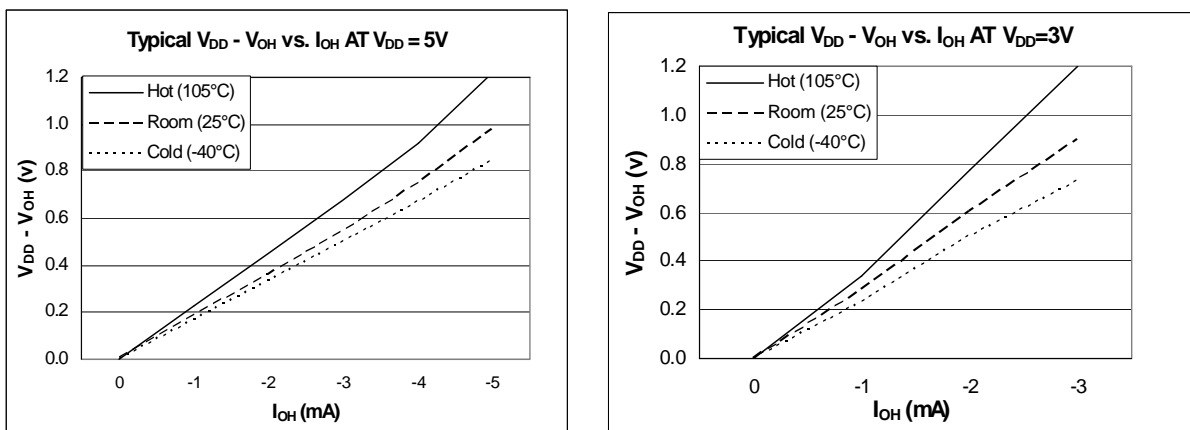 Typical VDD - VOH vs. IOH AT VDD = 5V
1.2
1.0
0.8
0.6
0.4
0.2
0.0
Hot (105°C)
Room (25°C)
Cold (-40°C)
VDD - VOH (v)
0 -1 -2 -3 -4 -5
IOH (mA)
Typical VDD - VOH vs. IOH AT VDD=3V
1.2
1.0
0.8
0.6
0.4
0.2
0.0
Hot (105°C)
Room (25°C)
Cold (-40°C)
VDD - VOH (v)
0 -1 -2 -3
IOH (mA)